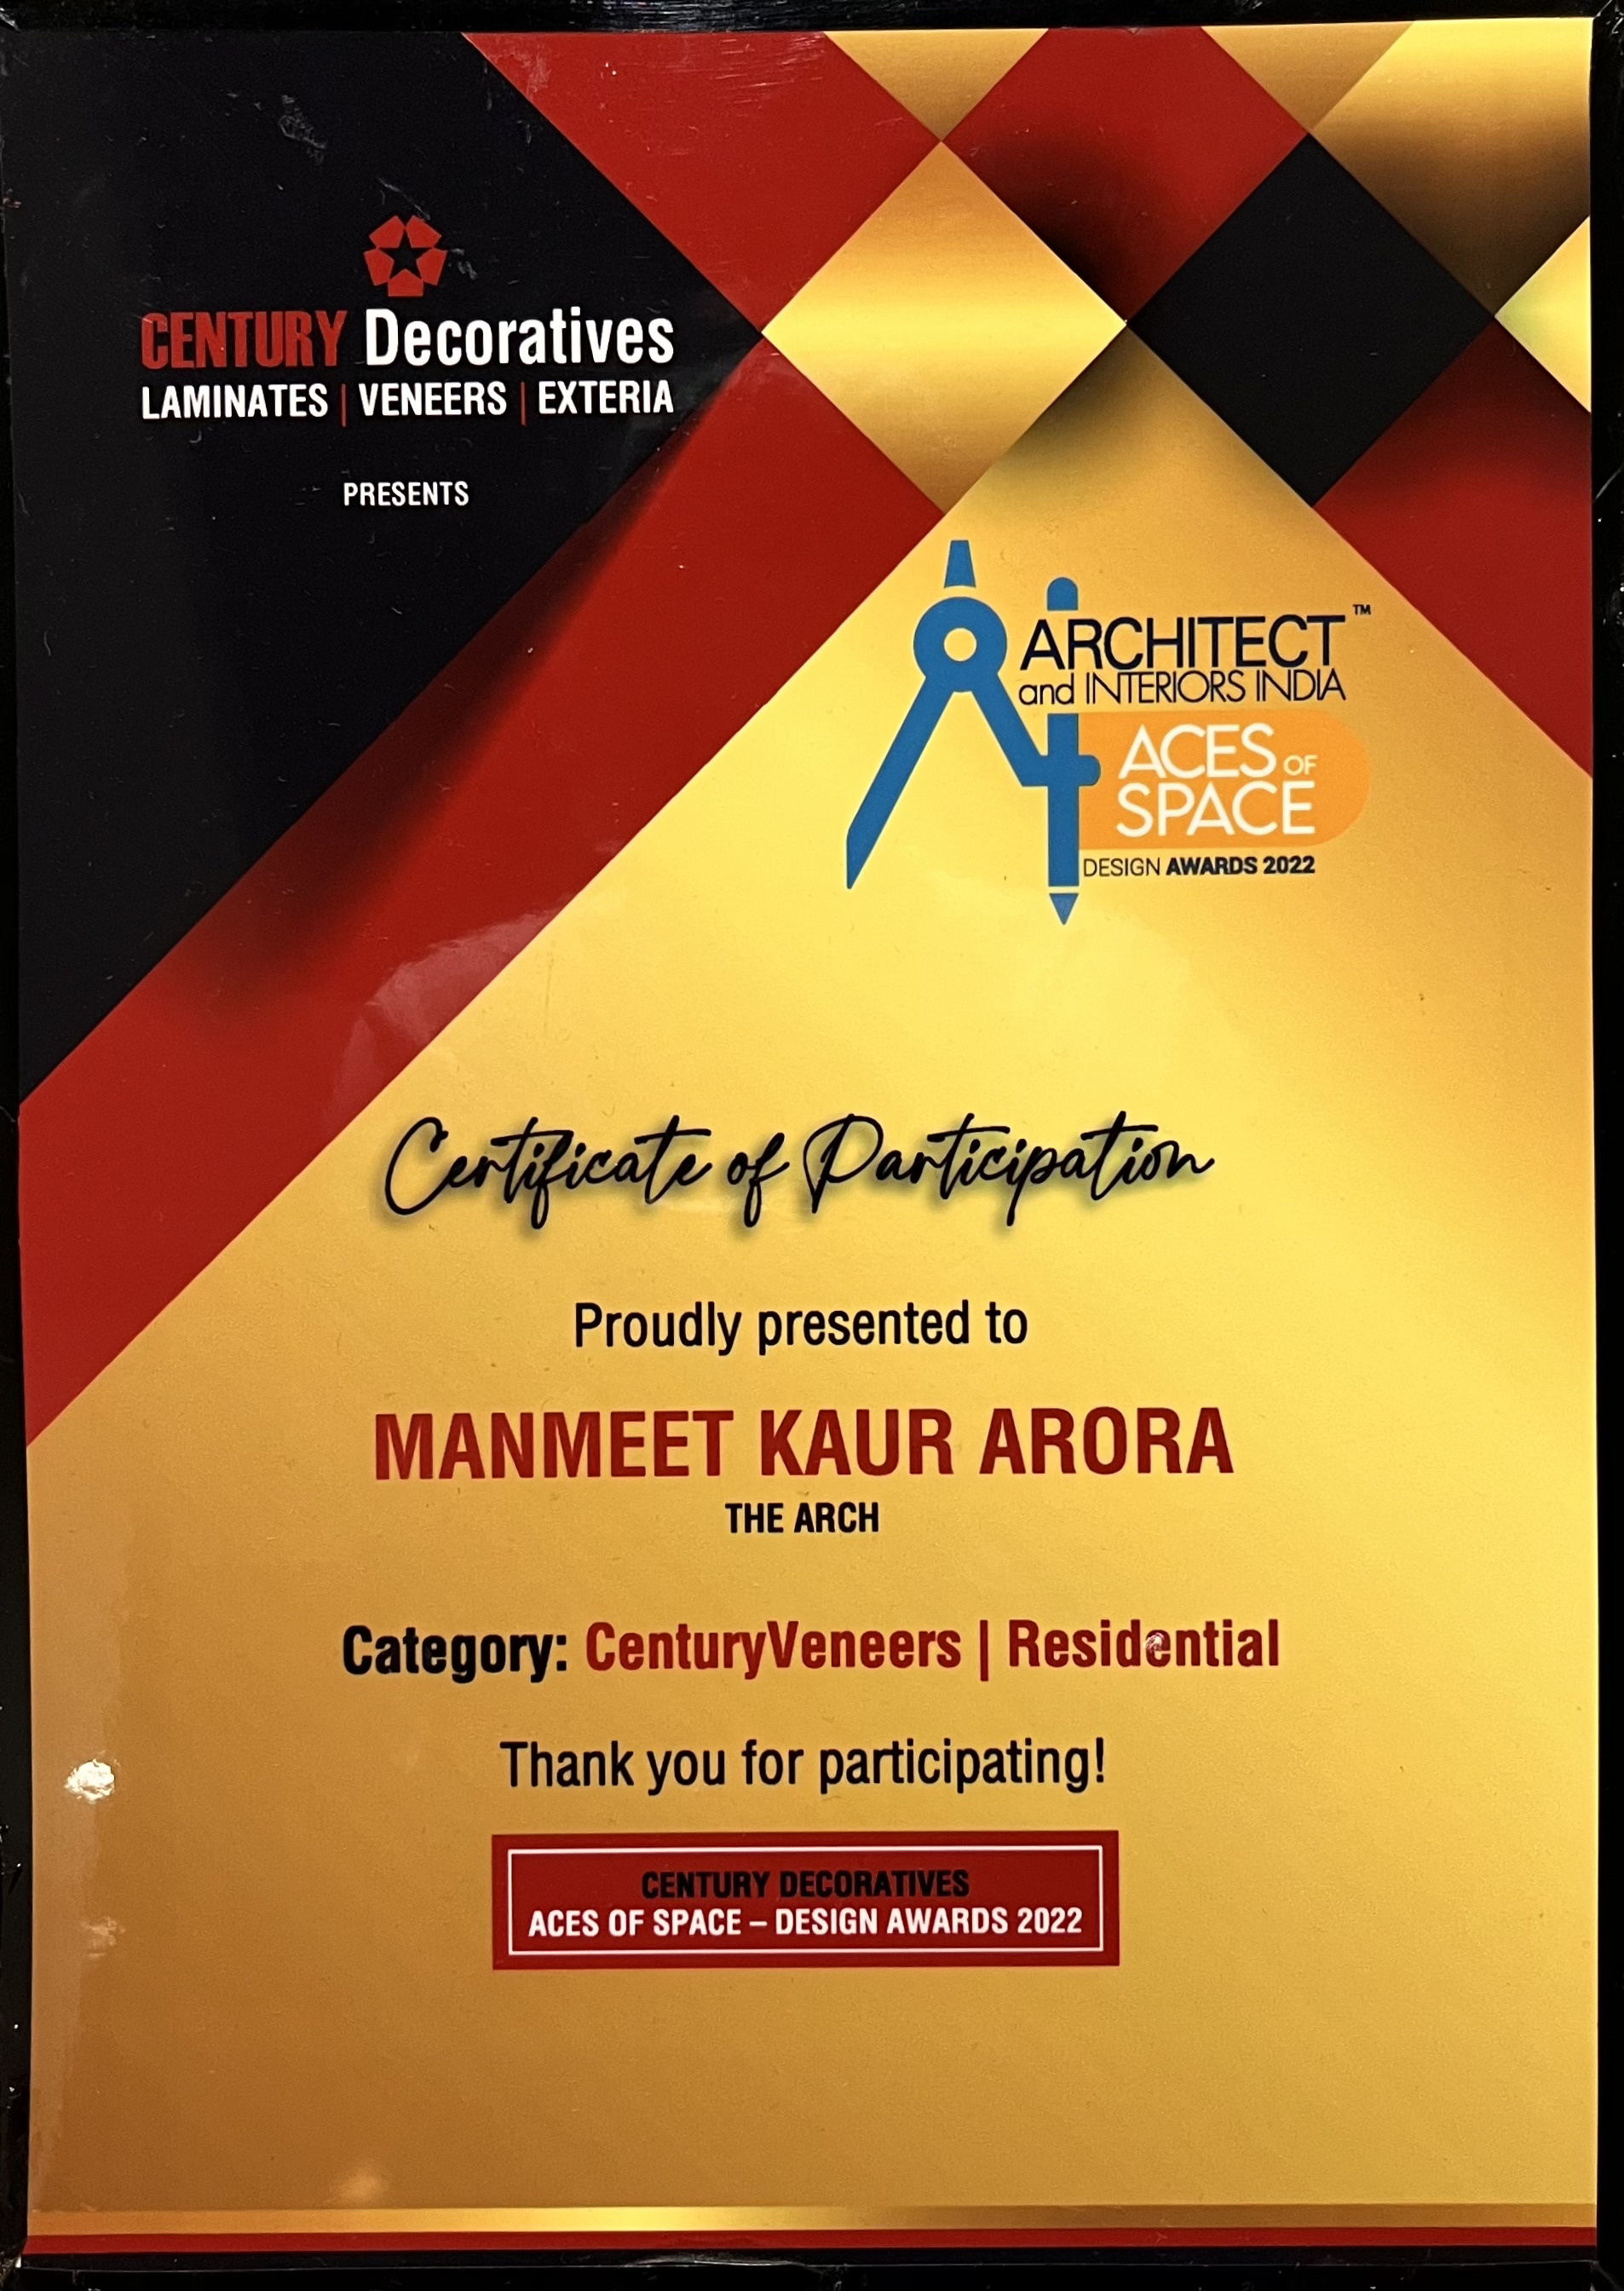 CENTURY Decoratives
LAMINATES | VENEERS | EXTERIA
PRESENTS
ARCHITECT™
and INTERIORS INDIA
ACES OF
SPACE
DESIGN AWARDS 2022
Certificate of Participation
Proudly presented to
MANMEET KAUR ARORA
THE ARCH
Category: CenturyVeneers | Residential
Thank you for participating!
CENTURY DECORATIVES
ACES OF SPACE – DESIGN AWARDS 2022